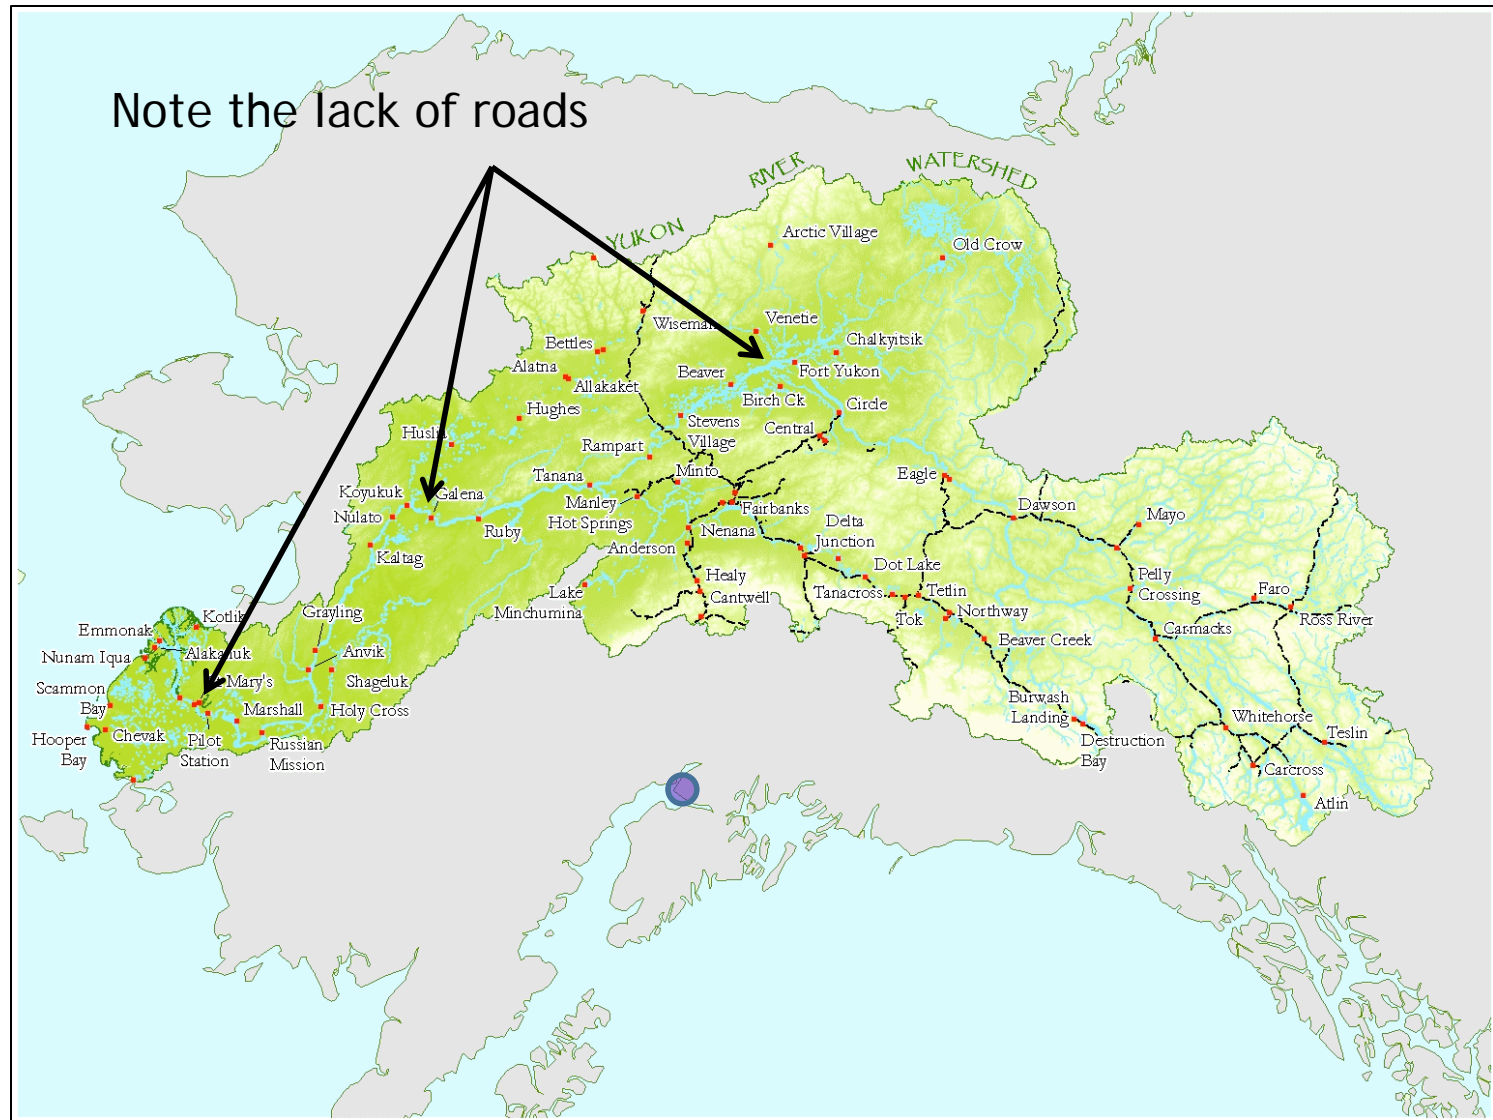 Note the lack of roads
YUKON
RIVER
WATERSHED
Arctic Village
Old Crow
Wiseman
Venetie
Bettles
Chalkyitsik
Alatna
Allakaket
Beaver
Fort Yukon
Birch Ck
Hughes
Circle
Huslia
Stevens
Village
Central
Rampart
Tanana
Minto
Eagle
Koyukuk
Galena
Manley
Hot Springs
Fairbanks
Dawson
Nulato
Ruby
Mayo
Kaltag
Anderson
Nenana
Delta
Junction
Healy
Dot Lake
Pelly
Crossing
Lake
Minchumina
Cantwell
Tanacross
Tetlin
Faro
Grayling
Tok
Northway
Ross River
Kotlik
Emmonak
Carmacks
Beaver Creek
Nunam Iqua
Alakanuk
Anvik
Shageluk
Scammon
Bay
Mary's
Marshall
Holy Cross
Burwash
Landing
Whitehorse
Hooper
Bay
Chevak
Pilot
Station
Russian
Mission
Destruction
Bay
Teslin
Carcross
Atlin